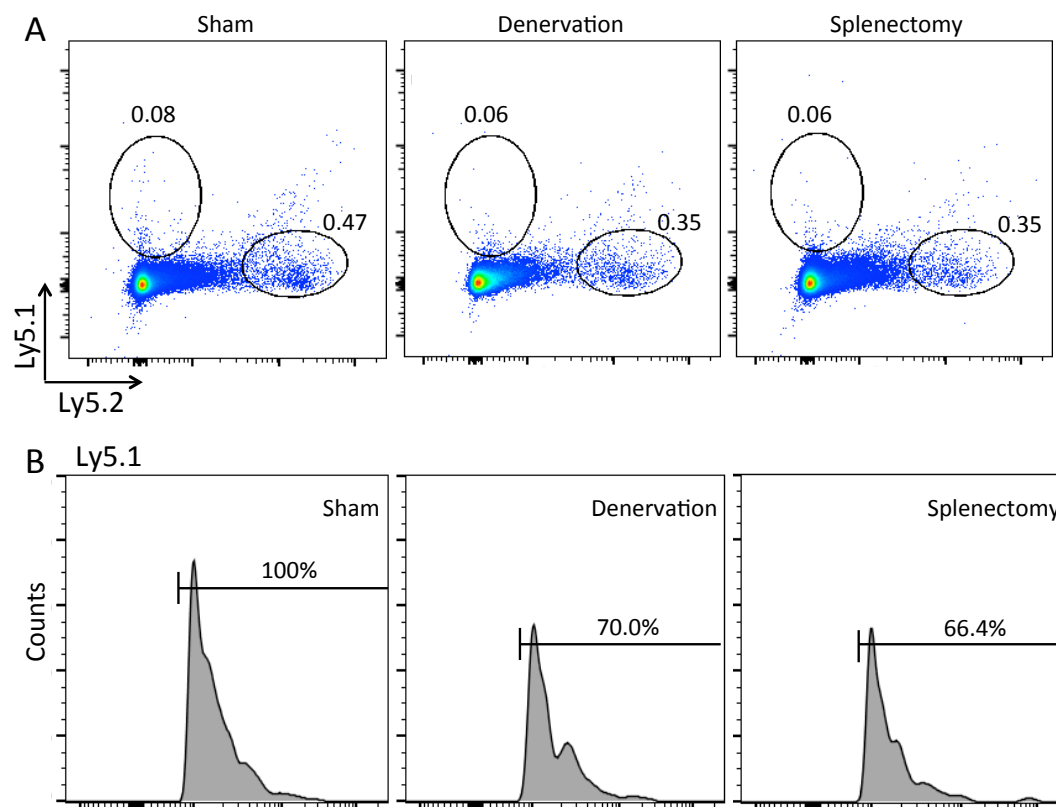 A
Sham
Denervation
Splenectomy
0.08
0.47
0.06
0.35
0.06
0.35
Ly5.1
Ly5.2
B
Ly5.1
Counts
Sham
100%
Denervation
70.0%
Splenectomy
66.4%